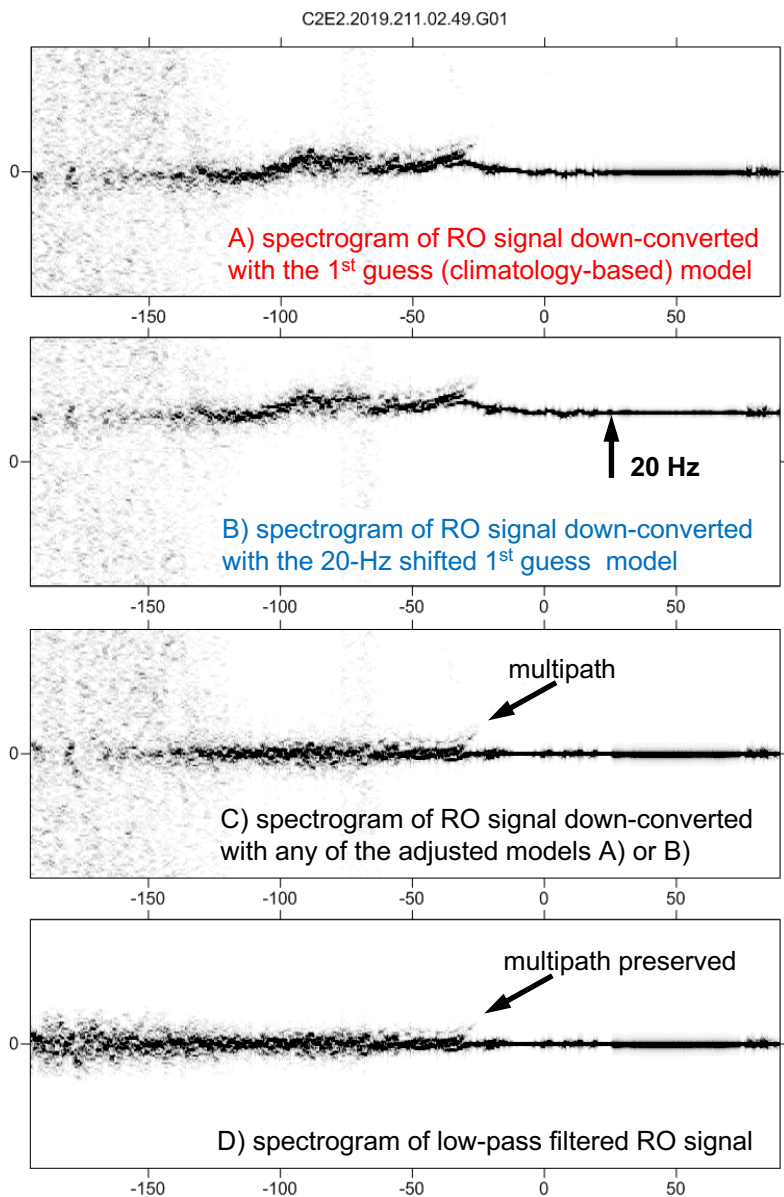 C2E2.2019.211.02.49.G01
0
A) spectrogram of RO signal down-converted
with the 1st guess (climatology-based) model
-150 -100 -50 0 50
0
20 Hz
B) spectrogram of RO signal down-converted
with the 20-Hz shifted 1st guess model
-150 -100 -50 0 50
multipath
0
C) spectrogram of RO signal down-converted
with any of the adjusted models A) or B)
-150 -100 -50 0 50
multipath preserved
0
D) spectrogram of low-pass filtered RO signal
-150 -100 -50 0 50